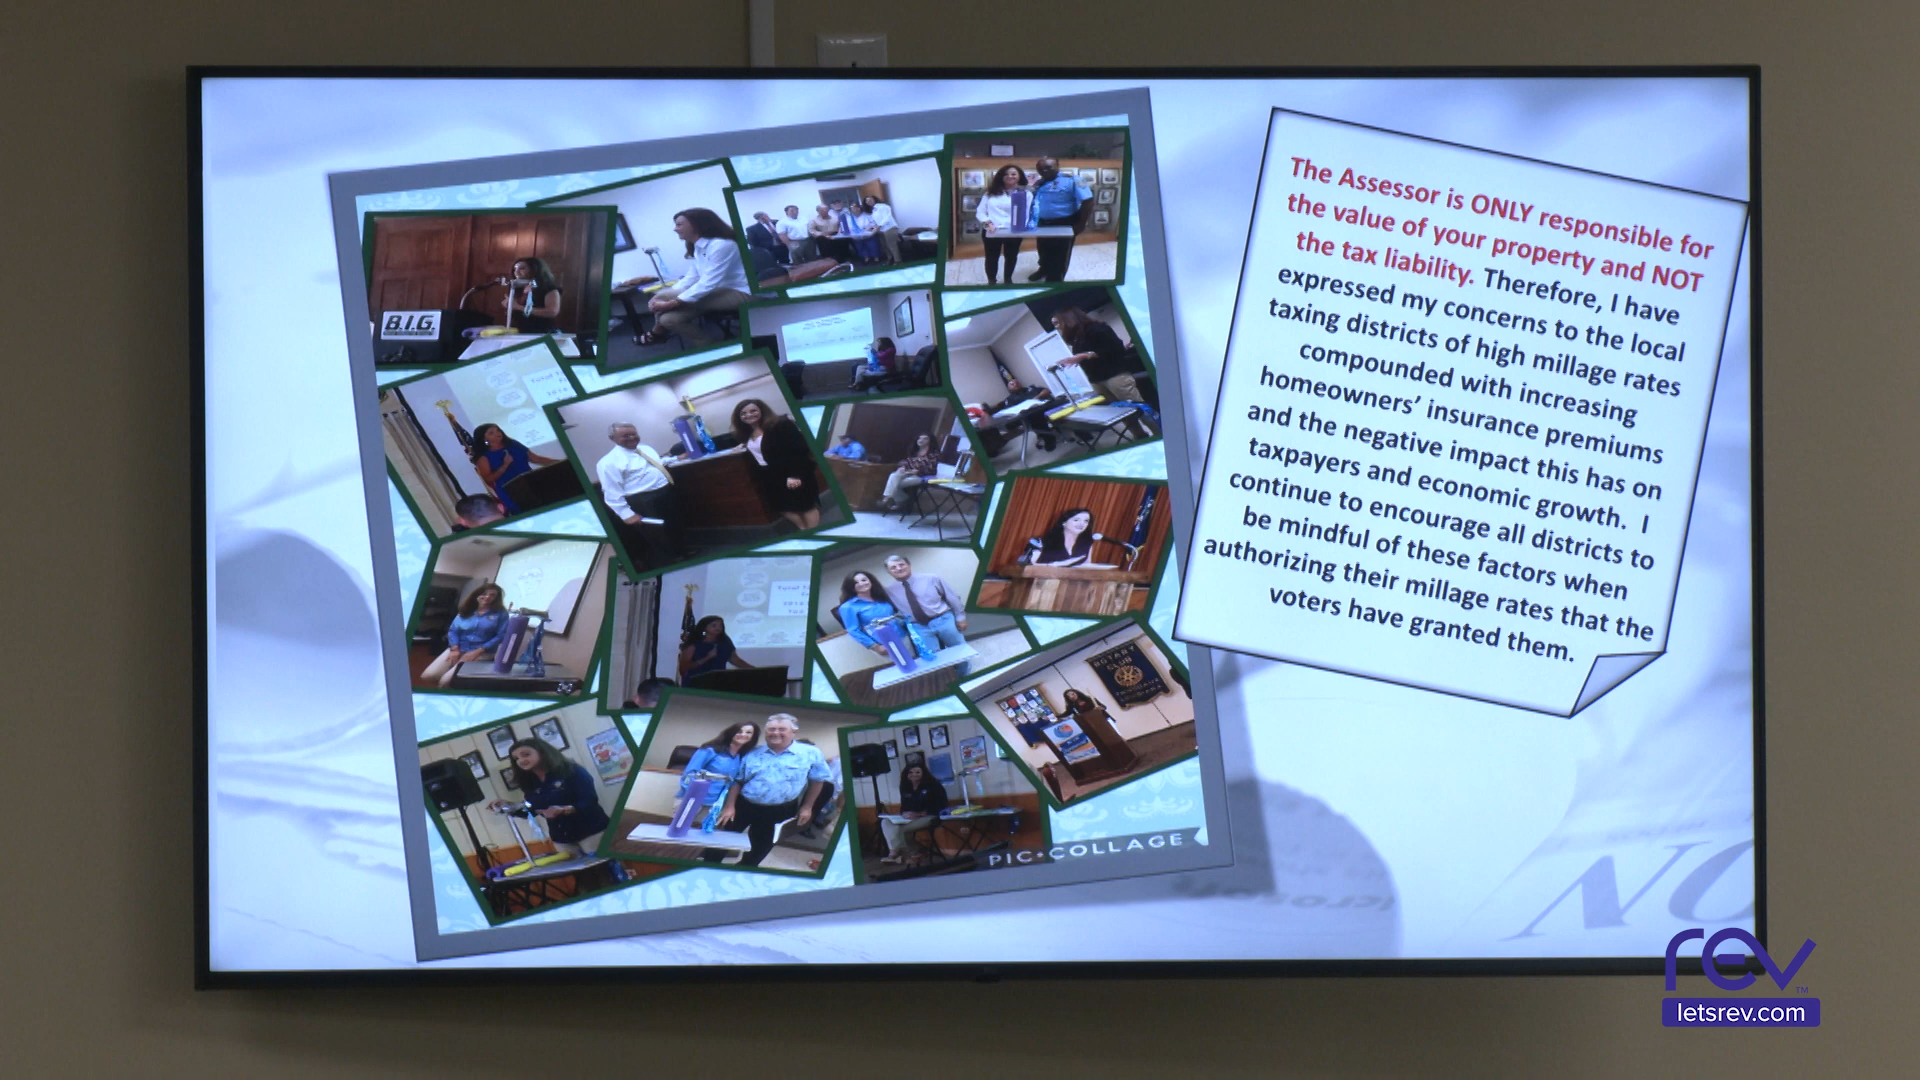 B.I.G.
ROTARY
CLUB
PIC•COLLAGE
The Assessor is ONLY responsible for
the value of your property and NOT
the tax liability. Therefore, I have
expressed my concerns to the local
taxing districts of high millage rates
compounded with increasing
homeowners’ insurance premiums
and the negative impact this has on
taxpayers and economic growth. I
continue to encourage all districts to
be mindful of these factors when
authorizing their millage rates that the
voters have granted them.
NO
rev™
letsrev.com